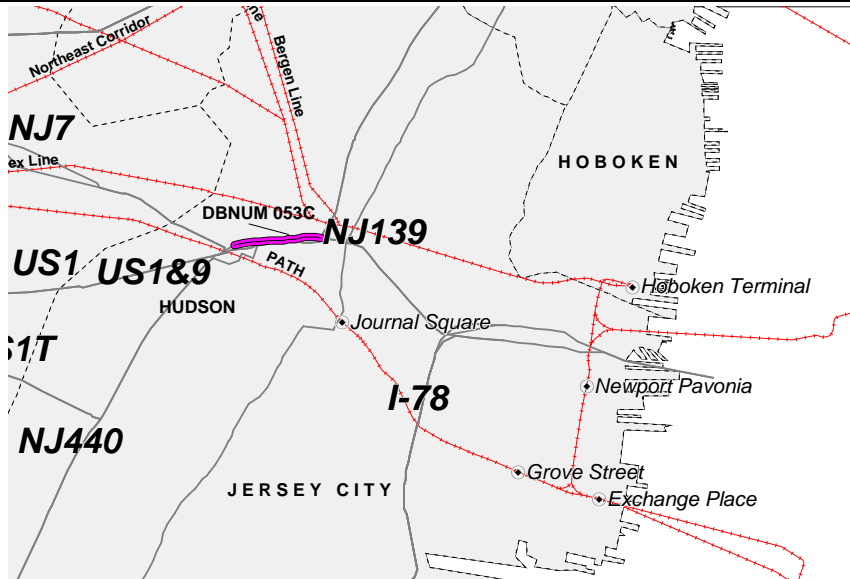 ne
Northeast Corridor
Bergen Line
NJ7
ex Line
HOBOKEN
DBNUM 053C
NJ139
US1
US1&9
PATH
HUDSON
Hoboken Terminal
Journal Square
S1T
I-78
Newport Pavonia
NJ440
Grove Street
JERSEY CITY
Exchange Place